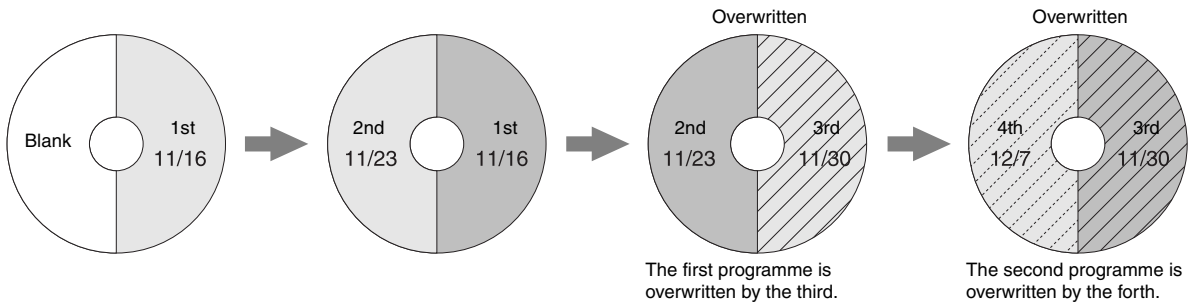 Blank
1st
11/16
2nd
11/23
1st
11/16
Overwritten
2nd
11/23
3rd
11/30
The first programme is
overwritten by the third.
Overwritten
4th
12/7
3rd
11/30
The second programme is
overwritten by the forth.